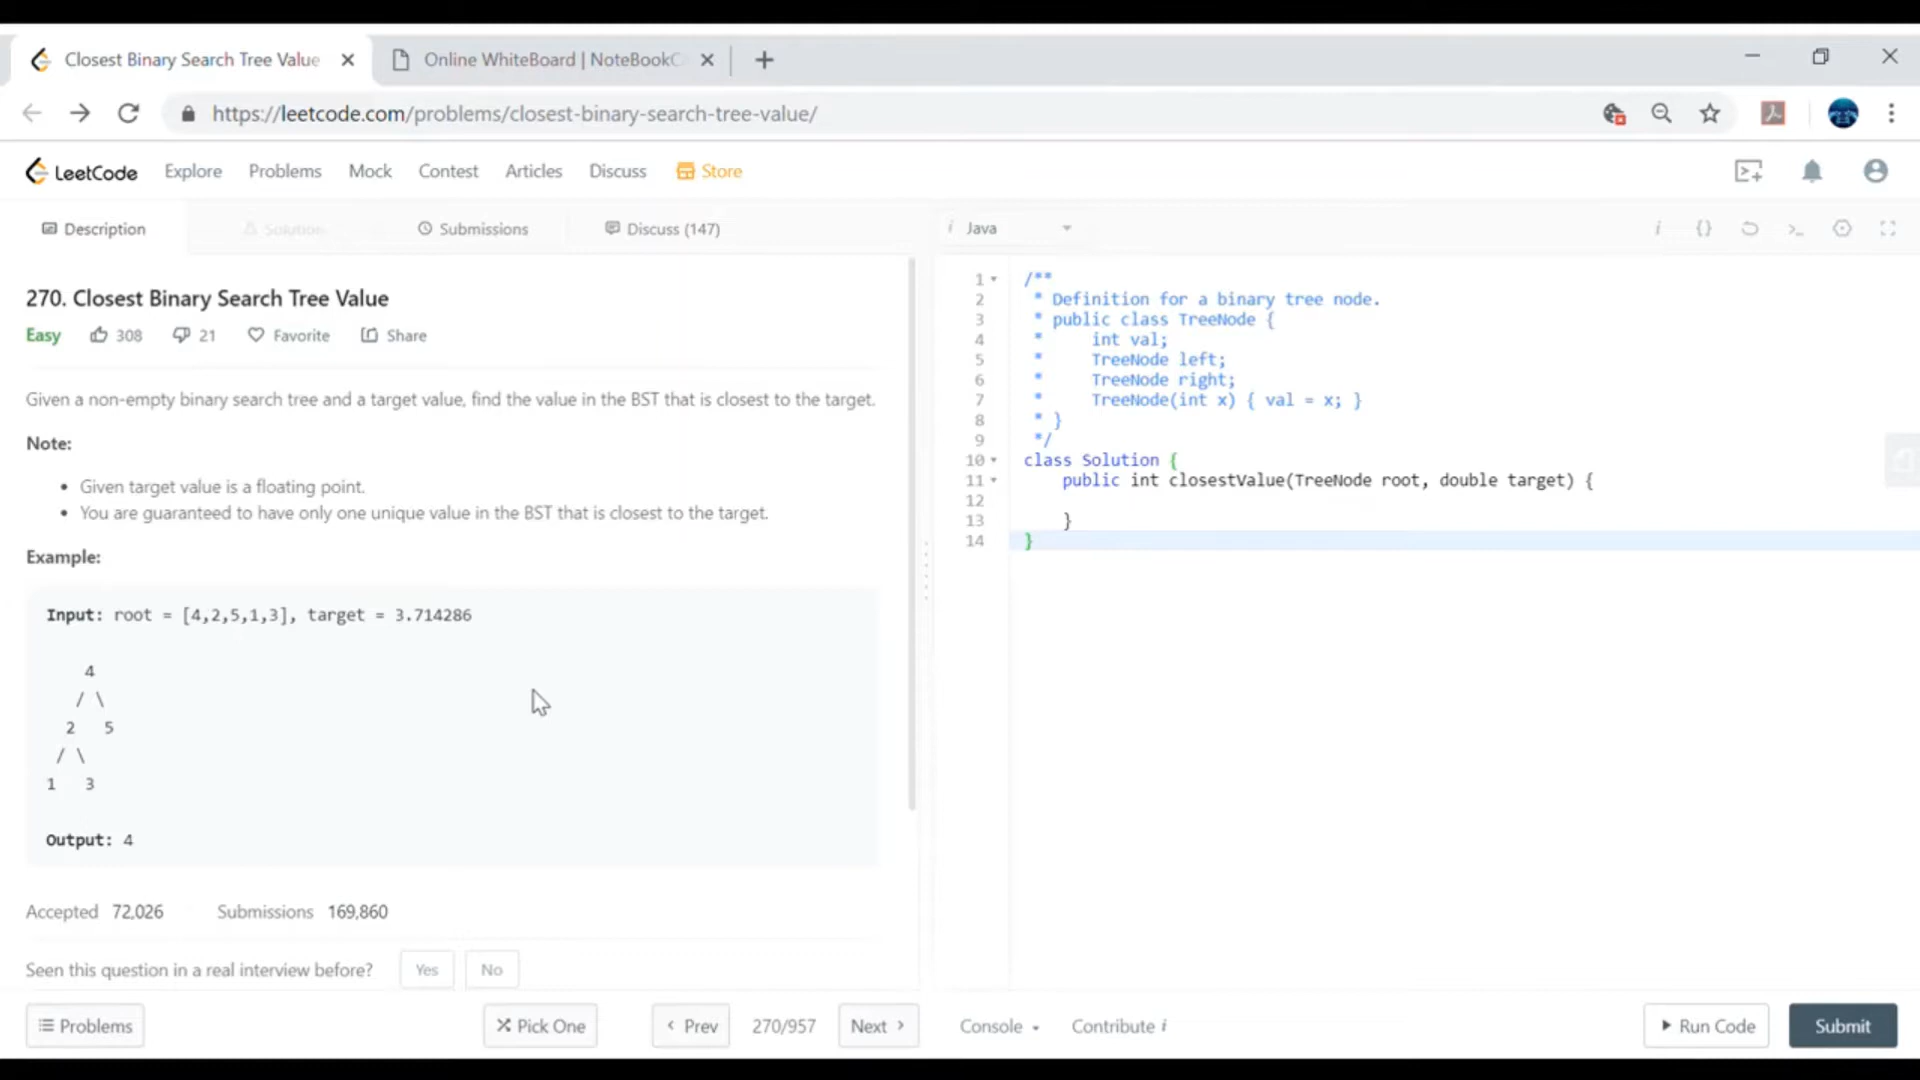 Closest Binary Search Tree Value
Online WhiteBoard | NoteBookC
https://leetcode.com/problems/closest-binary-search-tree-value/
LeetCode Explore Problems Mock Contest Articles Discuss Store
Description Solution Submissions Discuss (147)
270. Closest Binary Search Tree Value
Easy 308 21 Favorite Share
Given a non-empty binary search tree and a target value, find the value in the BST that is closest to the target.
Note:
• Given target value is a floating point.
• You are guaranteed to have only one unique value in the BST that is closest to the target.
Example:
Input: root = [4,2,5,1,3], target = 3.714286
4
/ \
2 5
/ \
1 3
Output: 4
Accepted 72,026 Submissions 169,860
Seen this question in a real interview before? Yes No
Problems Pick One Prev 270/957 Next
i Java
i {} >_
1 /**
2 * Definition for a binary tree node.
3 * public class TreeNode {
4 * int val;
5 * TreeNode left;
6 * TreeNode right;
7 * TreeNode(int x) { val = x; }
8 * }
9 */
10 class Solution {
11 public int closestValue(TreeNode root, double target) {
12
13 }
14 }
Console Contribute i Run Code Submit